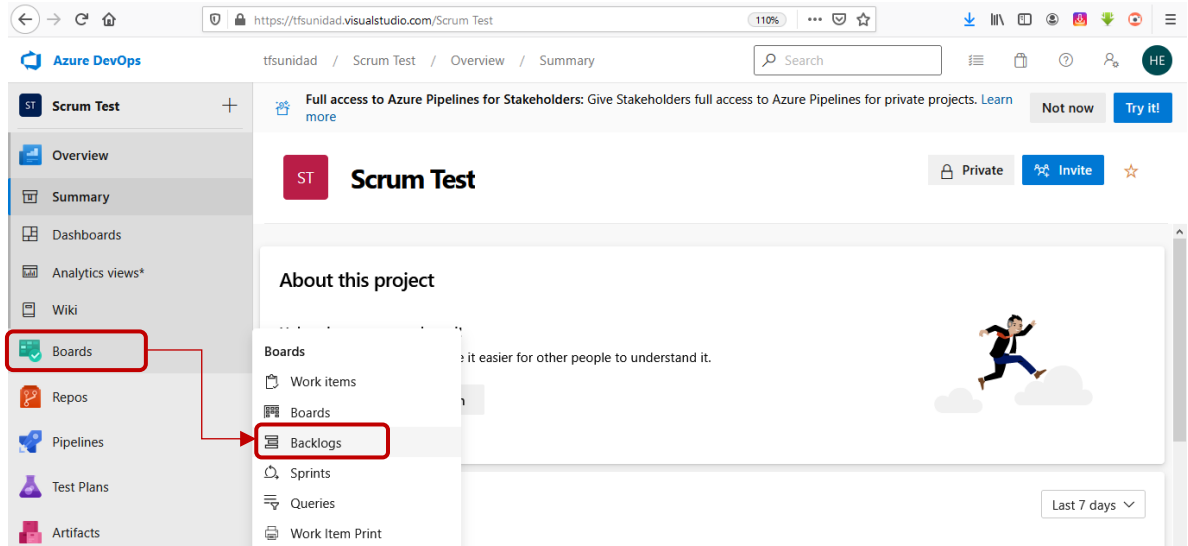 https://tfsunidad.visualstudio.com/Scrum Test
110%
Azure DevOps
tfsunidad / Scrum Test / Overview / Summary
Search
HE
ST Scrum Test
Full access to Azure Pipelines for Stakeholders: Give Stakeholders full access to Azure Pipelines for private projects. Learn
more
Not now
Try it!
Overview
Summary
Dashboards
Analytics views*
Wiki
Boards
Repos
Pipelines
Test Plans
Artifacts
ST
Scrum Test
Private
Invite
About this project
it easier for other people to understand it.
Boards
Work items
Boards
Backlogs
Sprints
Queries
Work Item Print
Last 7 days